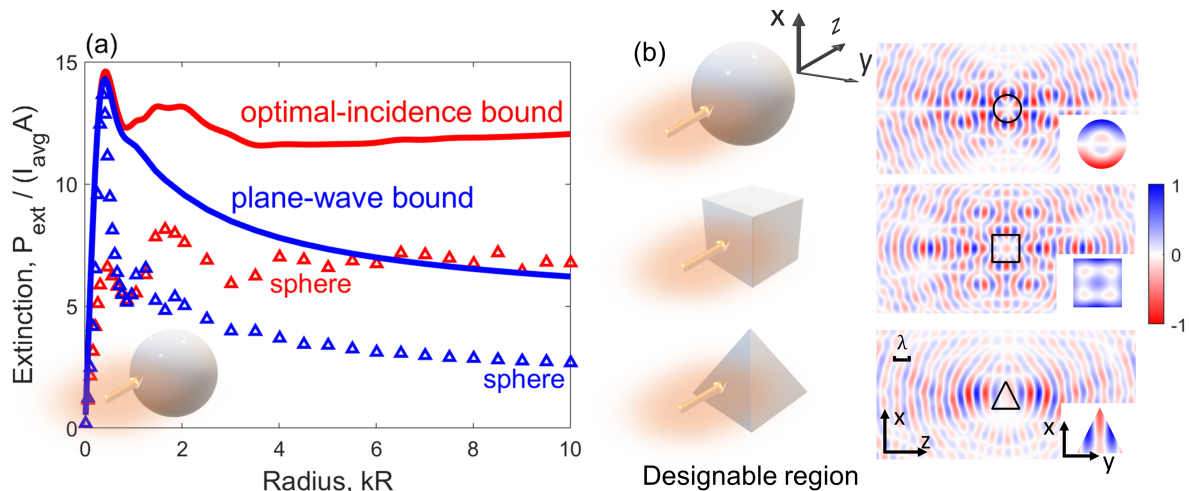 (a)
15
10
5
0
0
2
4
6
8
10
Extinction, P_ext / (I_avg A)
Radius, kR
optimal-incidence bound
plane-wave bound
sphere
sphere
(b)
x
z
y
Designable region
λ
x
z
x
y
1
0
-1